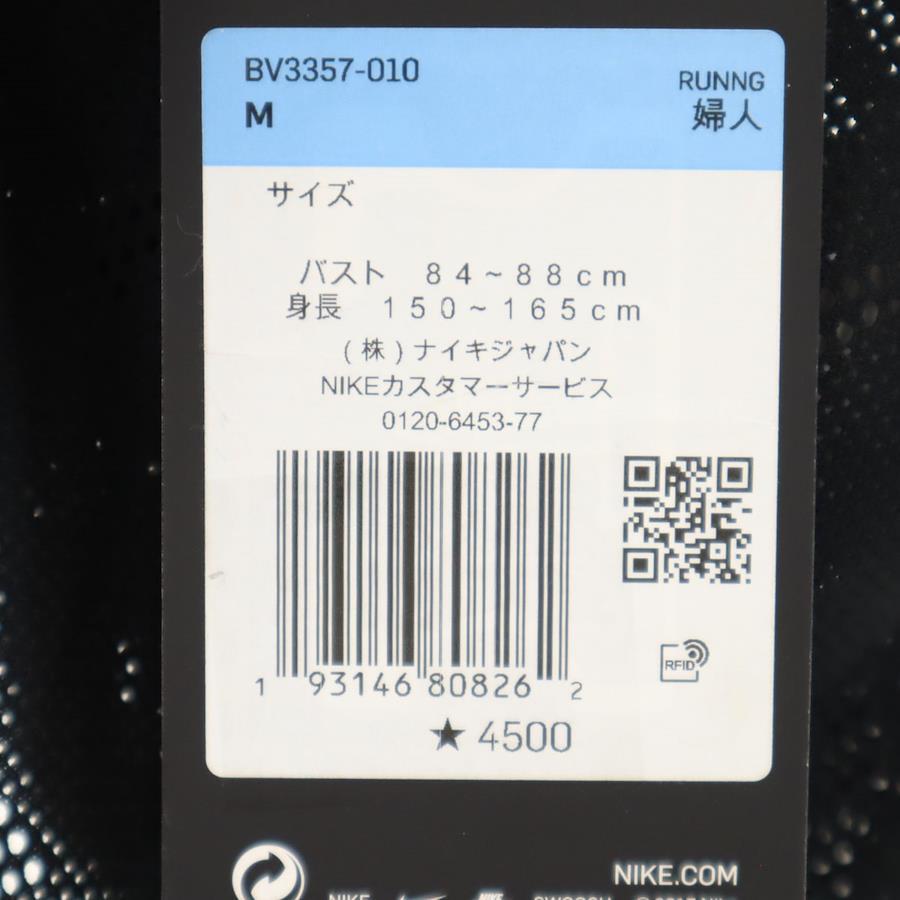 BV3357-010
RUNNG
M
婦人
サイズ
バスト 84~88cm
身長 150~165cm
(株)ナイキジャパン
NIKEカスタマーサービス
0120-6453-77
RFID
1 93146 80826 2
★ 4500
NIKE.COM
NIKE